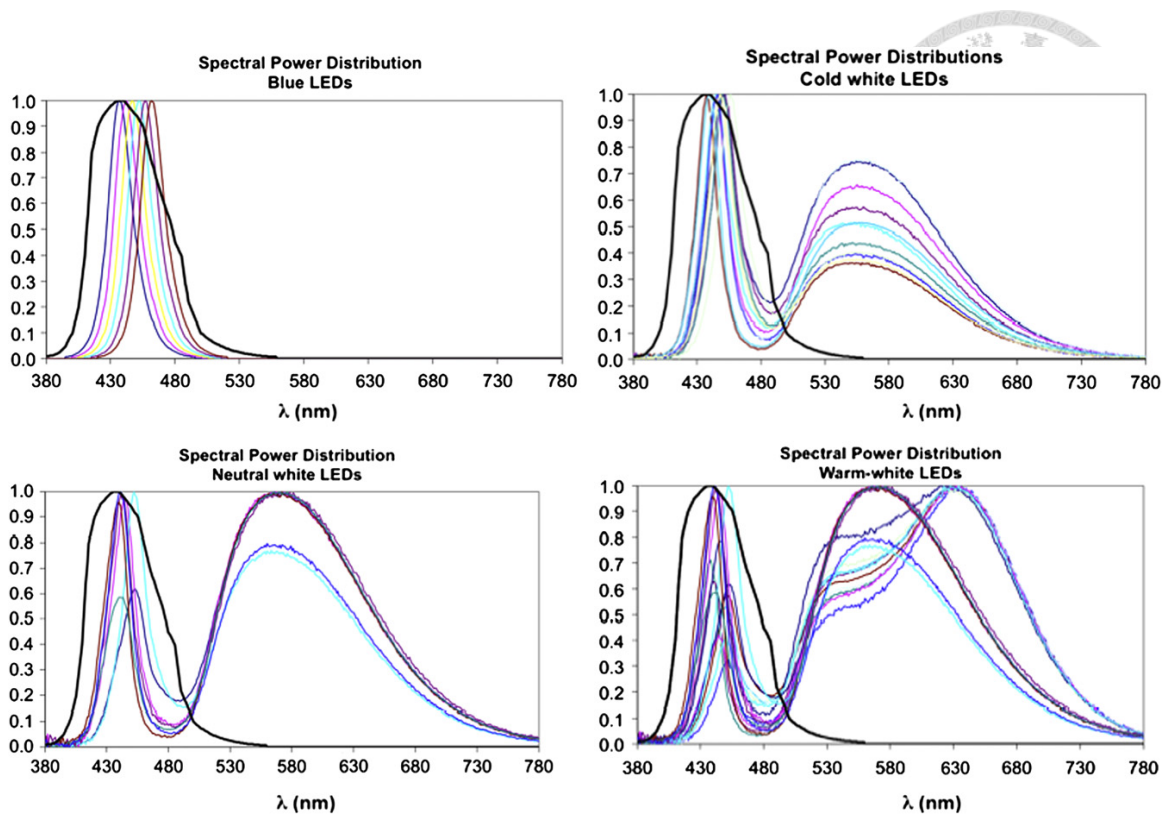 Spectral Power Distribution
Blue LEDs
1.0
0.9
0.8
0.7
0.6
0.5
0.4
0.3
0.2
0.1
0.0
380 430 480 530 580 630 680 730 780
λ (nm)
Spectral Power Distributions
Cold white LEDs
1.0
0.9
0.8
0.7
0.6
0.5
0.4
0.3
0.2
0.1
0.0
380 430 480 530 580 630 680 730 780
λ (nm)
Spectral Power Distribution
Neutral white LEDs
1.0
0.9
0.8
0.7
0.6
0.5
0.4
0.3
0.2
0.1
0.0
380 430 480 530 580 630 680 730 780
λ (nm)
Spectral Power Distribution
Warm-white LEDs
1.0
0.9
0.8
0.7
0.6
0.5
0.4
0.3
0.2
0.1
0.0
380 430 480 530 580 630 680 730 780
λ (nm)